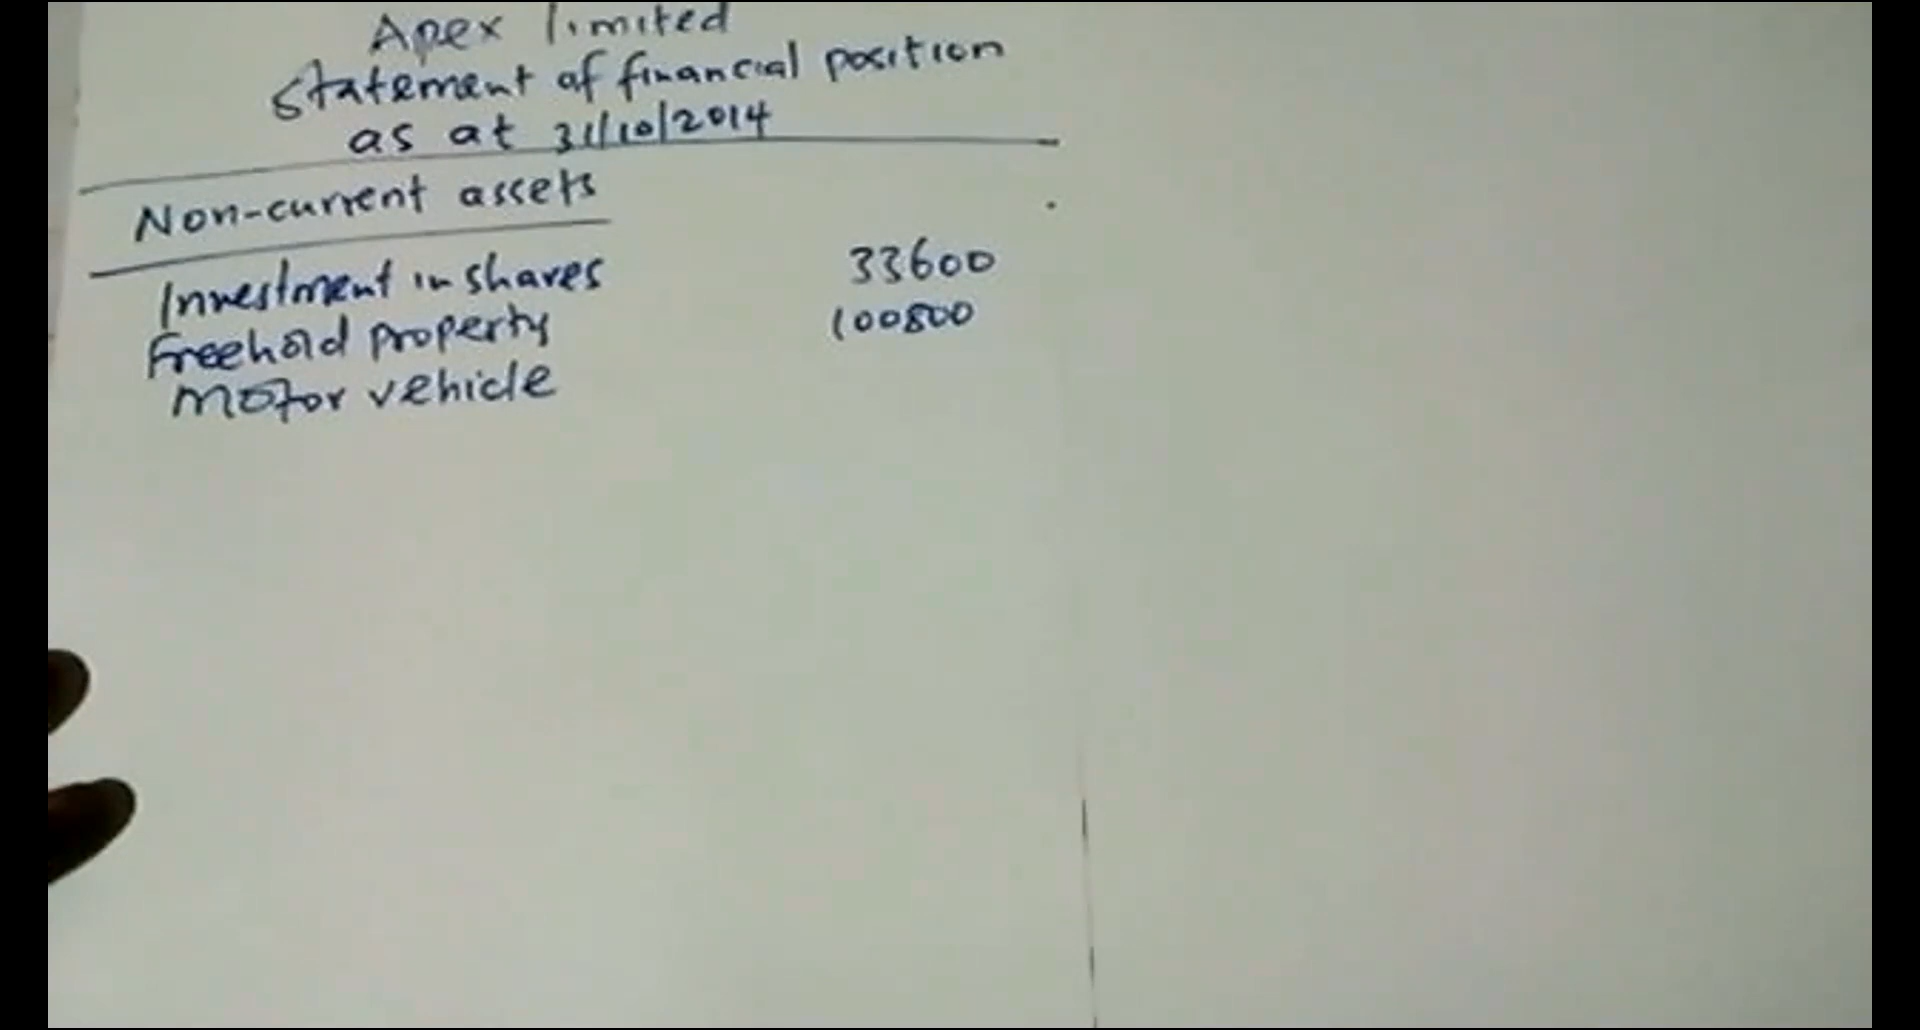 Apex limited
Statement of financial position
as at 31/10/2014
Non-current assets
Investment in shares 33600
Freehold property 100800
Motor vehicle